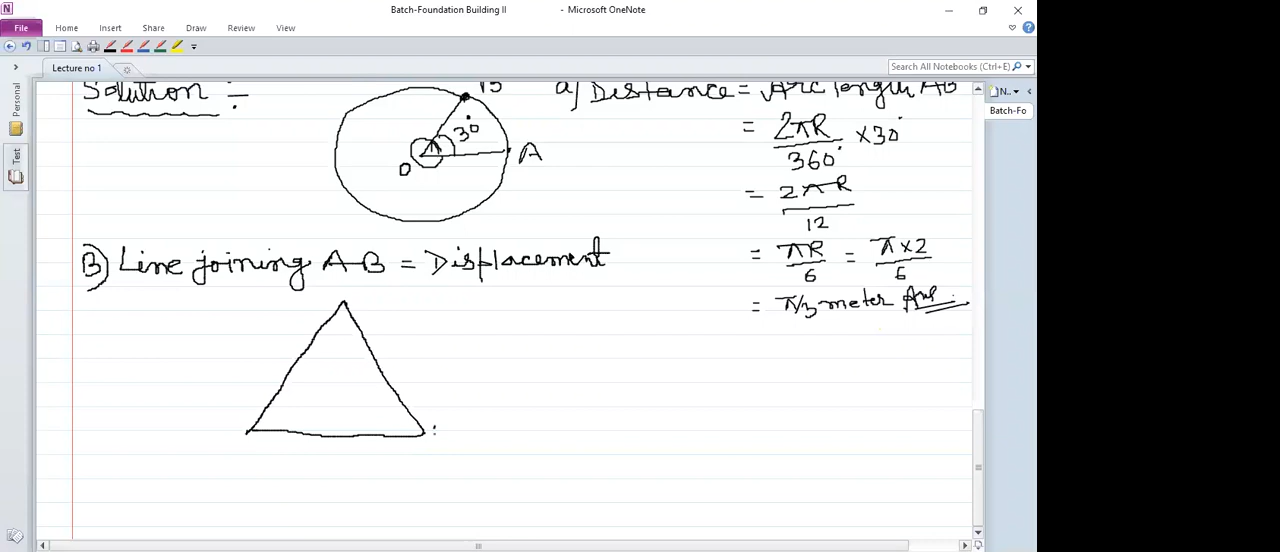 Batch-Foundation Building II - Microsoft OneNote
File Home Insert Share Draw Review View
Lecture no 1
Search All Notebooks (Ctrl+E)
Personal
Test
N..
Batch-Fo
Solution :-
B
30°
A
O
a) Distance = Arc length AB
= 2πR/360° × 30°
= 2πR/12
= πR/6 = π×2/6
= π/3 meter Ans.
B) Line joining AB = Displacement